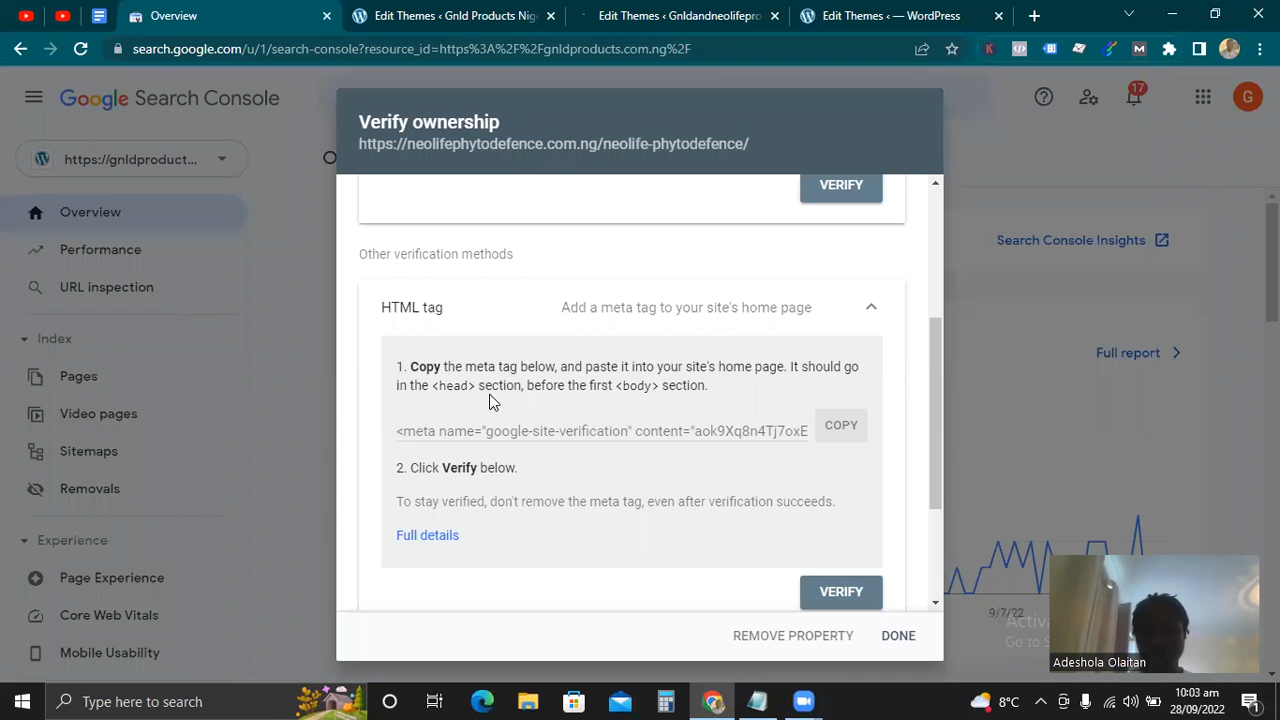 Overview
Edit Themes ‹ Gnld Products Nig
Edit Themes ‹ Gnldandneolifepro
Edit Themes ‹ — WordPress
search.google.com/u/1/search-console?resource_id=https%3A%2F%2Fgnldproducts.com.ng%2F
Google Search Console
17
G
https://gnldproduct...
Overview
Performance
URL inspection
Index
Pages
Video pages
Sitemaps
Removals
Experience
Page Experience
Core Web Vitals
Mobile Usability
Verify ownership
https://neolifephytodefence.com.ng/neolife-phytodefence/
VERIFY
Other verification methods
HTML tag
Add a meta tag to your site's home page
1. Copy the meta tag below, and paste it into your site's home page. It should go
in the <head> section, before the first <body> section.
<meta name="google-site-verification" content="aok9Xq8n4Tj7oxE
COPY
2. Click Verify below.
To stay verified, don't remove the meta tag, even after verification succeeds.
Full details
VERIFY
REMOVE PROPERTY
DONE
Search Console Insights
Full report
9/7/22
Activa
Go to S
Adeshola Olaitan
Type here to search
8°C
10:03 am
28/09/2022
1